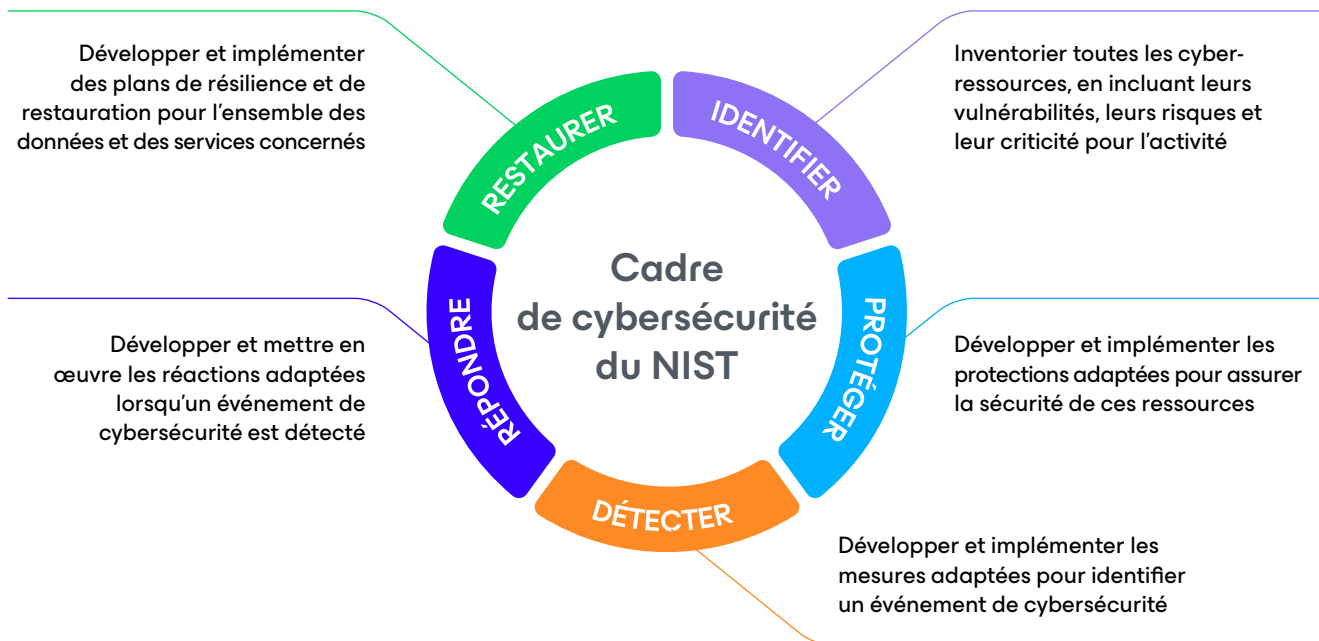 Développer et implémenter
des plans de résilience et de
restauration pour l’ensemble des
données et des services concernés
RESTAURER
IDENTIFIER
Inventorier toutes les cyber-
ressources, en incluant leurs
vulnérabilités, leurs risques et
leur criticité pour l’activité
Cadre
de cybersécurité
du NIST
RÉPONDRE
Développer et mettre en
œuvre les réactions adaptées
lorsqu’un événement de
cybersécurité est détecté
PROTÉGER
Développer et implémenter les
protections adaptées pour assurer
la sécurité de ces ressources
DÉTECTER
Développer et implémenter les
mesures adaptées pour identifier
un événement de cybersécurité